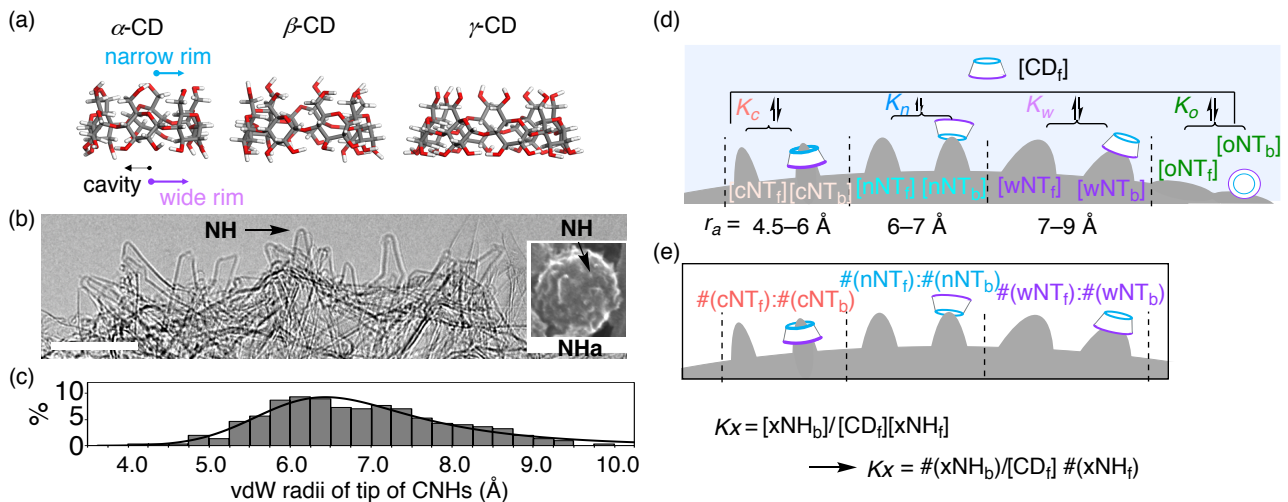 (a)
α-CD
β-CD
γ-CD
narrow rim
cavity
wide rim
(b)
NH
NH
NHa
(c)
%
10
5
0
4.0 5.0 6.0 7.0 8.0 9.0 10.0
vdW radii of tip of CNHs (Å)
(d)
[CDf]
Kc
Kn
Kw
Ko
[oNTb]
[oNTf]
[cNTf] [cNTb] [nNTf] [nNTb] [wNTf] [wNTb]
ra = 4.5–6 Å 6–7 Å 7–9 Å
(e)
#(nNTf):#(nNTb)
#(cNTf):#(cNTb) #(wNTf):#(wNTb)
Kx = [xNHb]/[CDf][xNHf]
Kx = #(xNHb)/[CDf] #(xNHf)